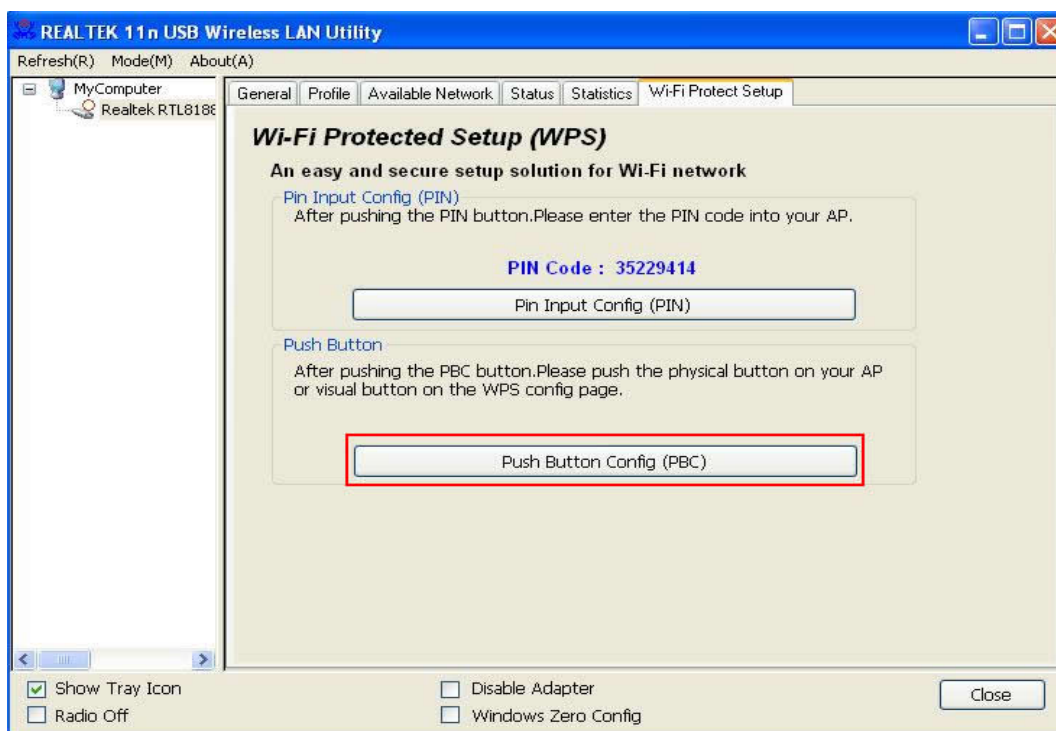 REALTEK 11n USB Wireless LAN Utility
Refresh(R) Mode(M) About(A)
MyComputer
Realtek RTL8188
General Profile Available Network Status Statistics Wi-Fi Protect Setup
Wi-Fi Protected Setup (WPS)
An easy and secure setup solution for Wi-Fi network
Pin Input Config (PIN)
After pushing the PIN button.Please enter the PIN code into your AP.
PIN Code : 35229414
Pin Input Config (PIN)
Push Button
After pushing the PBC button.Please push the physical button on your AP
or visual button on the WPS config page.
Push Button Config (PBC)
Show Tray Icon
Disable Adapter
Close
Radio Off
Windows Zero Config